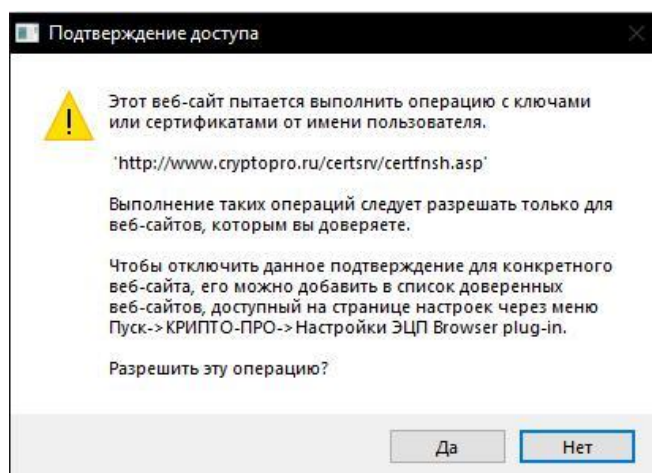 Подтверждение доступа
Этот веб-сайт пытается выполнить операцию с ключами
или сертификатами от имени пользователя.
'http://www.cryptopro.ru/certsrv/certfnsh.asp'
Выполнение таких операций следует разрешать только для
веб-сайтов, которым вы доверяете.
Чтобы отключить данное подтверждение для конкретного
веб-сайта, его можно добавить в список доверенных
веб-сайтов, доступный на странице настроек через меню
Пуск->КРИПТО-ПРО->Настройки ЭЦП Browser plug-in.
Разрешить эту операцию?
Да Нет